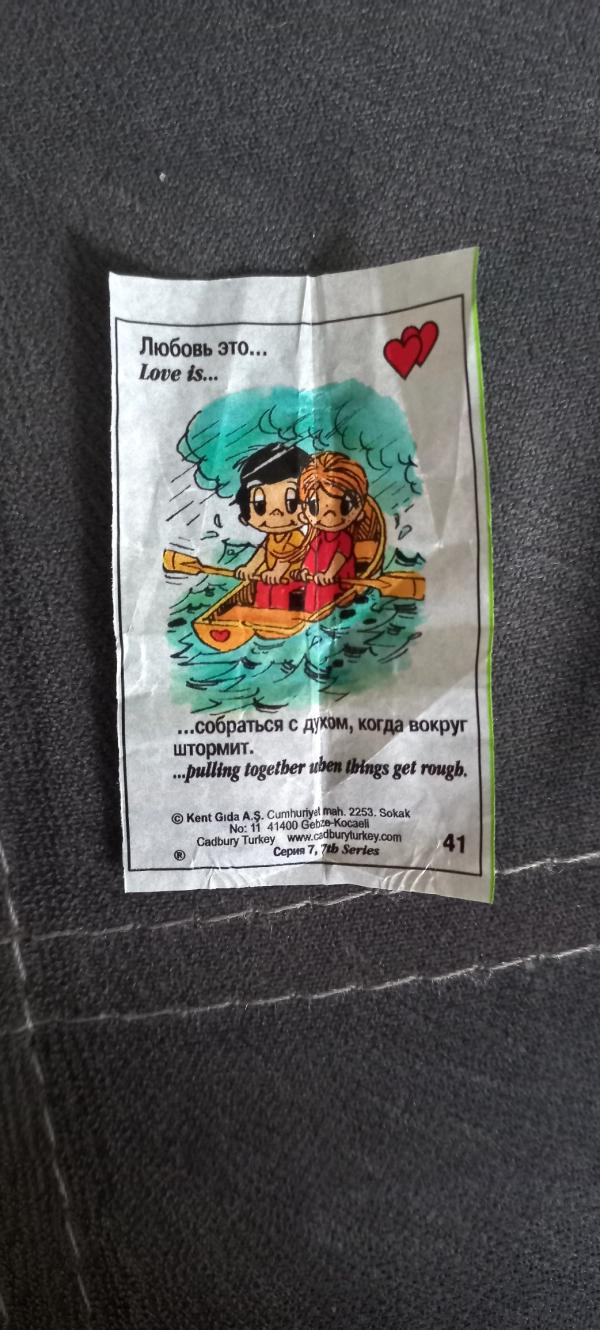 Любовь это...
Love is...
...собраться с духом, когда вокруг
штормит.
...pulling together when things get rough.
© Kent Gıda A.Ş. Cumhuriyet mah. 2253. Sokak
No: 11 41400 Gebze-Kocaeli
Cadbury Turkey www.cadburyturkey.com
® Серия 7, 7th Series 41